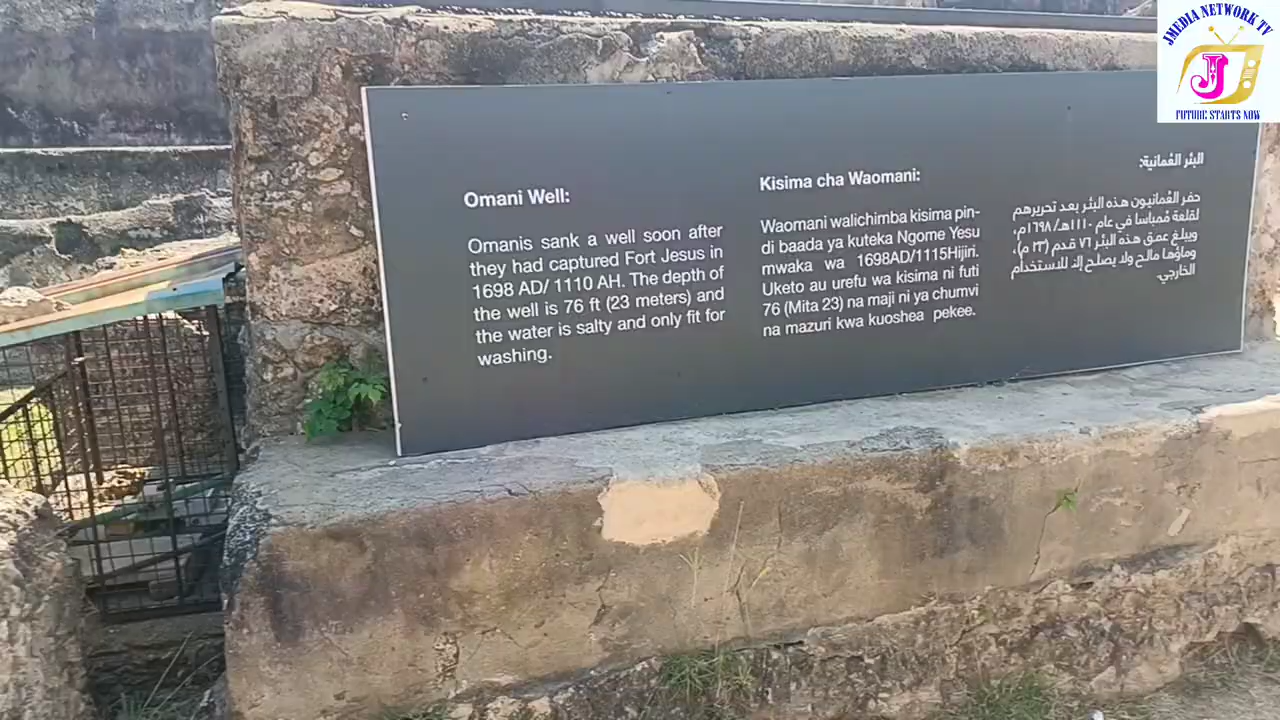 JMEDIA NETWORK TV
J
FUTURE STARTS NOW
Omani Well:
Omanis sank a well soon after
they had captured Fort Jesus in
1698 AD/ 1110 AH. The depth of
the well is 76 ft (23 meters) and
the water is salty and only fit for
washing.
Kisima cha Waomani:
Waomani walichimba kisima pin-
di baada ya kuteka Ngome Yesu
mwaka wa 1698AD/1115Hijiri.
Uketo au urefu wa kisima ni futi
76 (Mita 23) na maji ni ya chumvi
na mazuri kwa kuoshea pekee.
البئر العُمانية:
حفر العُمانيون هذه البئر بعد تحريرهم
لقلعة مُمباسا في عام ١١١٠هـ/ ١٦٩٨م،
ويبلغ عمق هذه البئر ٧٦ قدم (٢٣ م)،
وماؤها مالح ولا يصلح إلا للاستخدام
الخارجي.